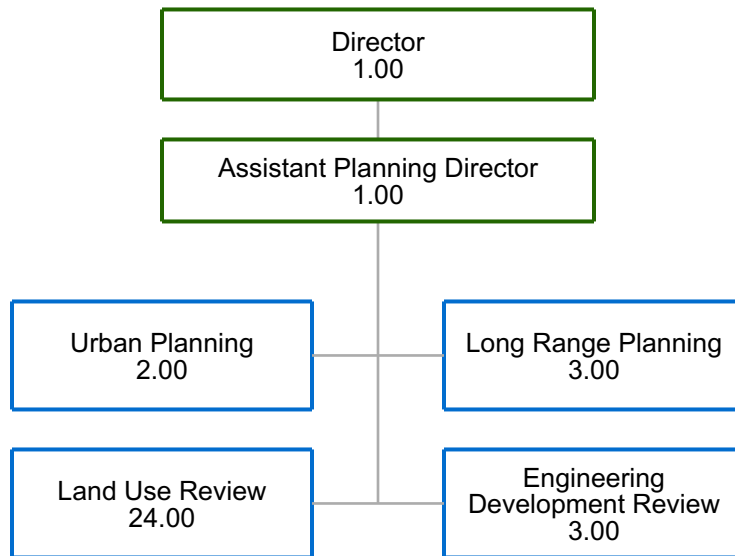 Director
1.00
Assistant Planning Director
1.00
Urban Planning
2.00
Long Range Planning
3.00
Land Use Review
24.00
Engineering
Development Review
3.00